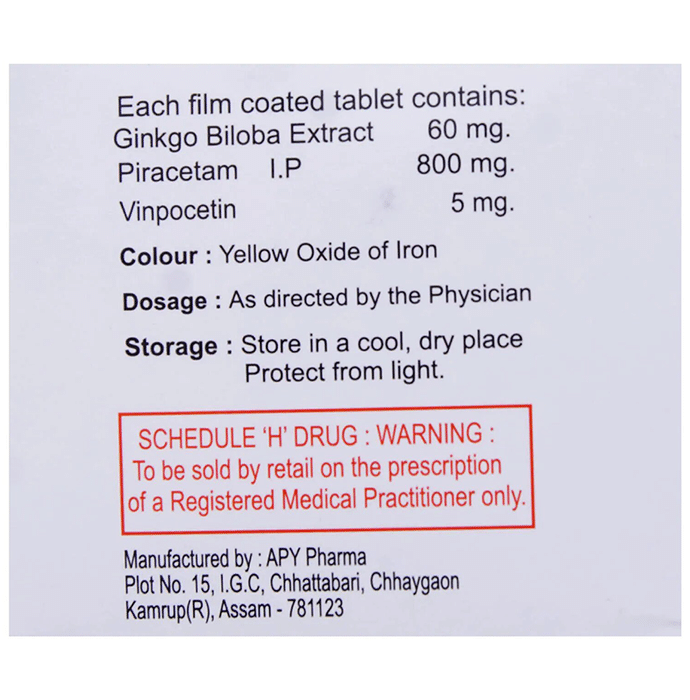 Each film coated tablet contains:
Ginkgo Biloba Extract 60 mg.
Piracetam I.P 800 mg.
Vinpocetin 5 mg.
Colour : Yellow Oxide of Iron
Dosage : As directed by the Physician
Storage : Store in a cool, dry place
Protect from light.
SCHEDULE 'H' DRUG : WARNING :
To be sold by retail on the prescription
of a Registered Medical Practitioner only.
Manufactured by : APY Pharma
Plot No. 15, I.G.C, Chhattabari, Chhaygaon
Kamrup(R), Assam - 781123